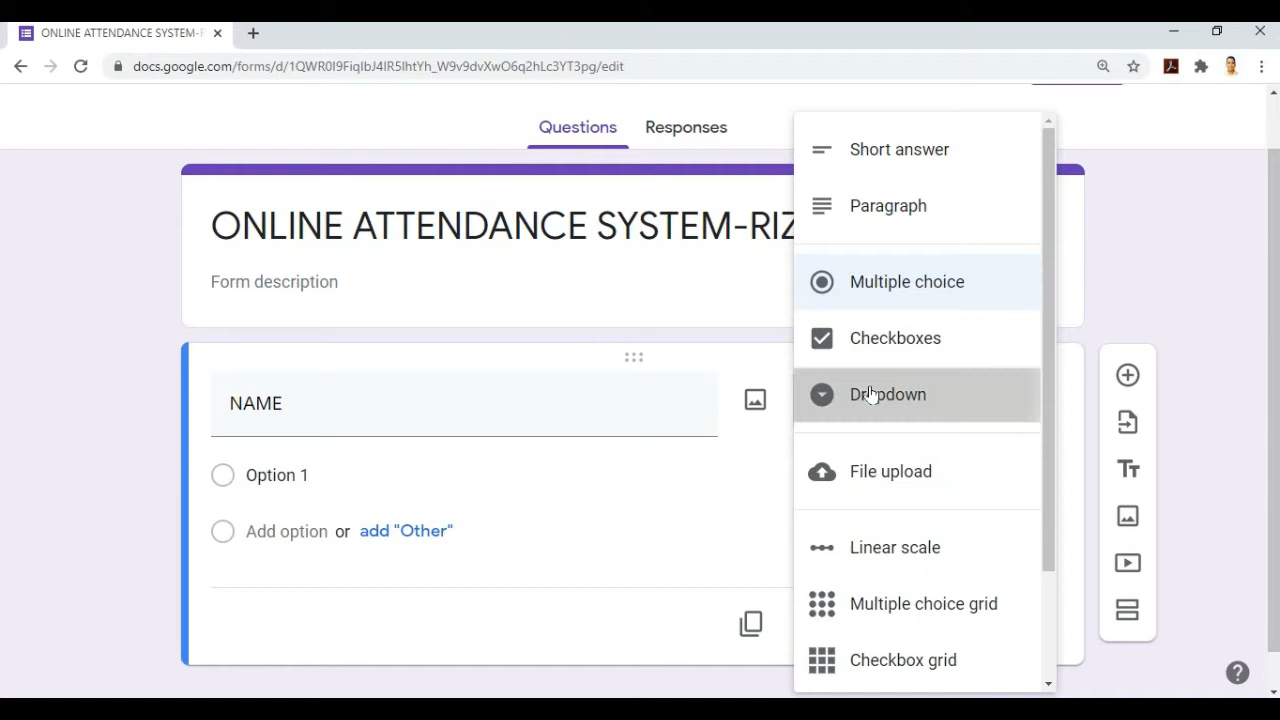 ONLINE ATTENDANCE SYSTEM-R
docs.google.com/forms/d/1QWR0I9FiqIbJ4IR5IhtYh_W9v9dvXwO6q2hLc3YT3pg/edit
Questions
Responses
ONLINE ATTENDANCE SYSTEM-RIZ
Form description
NAME
Option 1
Add option or add "Other"
Short answer
Paragraph
Multiple choice
Checkboxes
Dropdown
File upload
Linear scale
Multiple choice grid
Checkbox grid